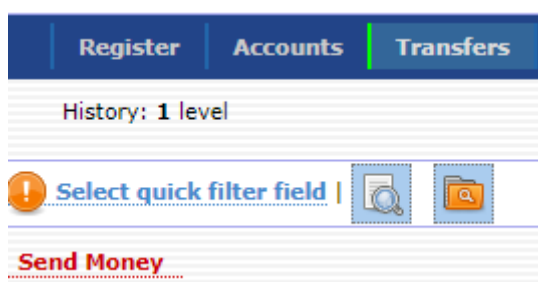 Register Accounts Transfers
History: 1 level
Select quick filter field |
Send Money